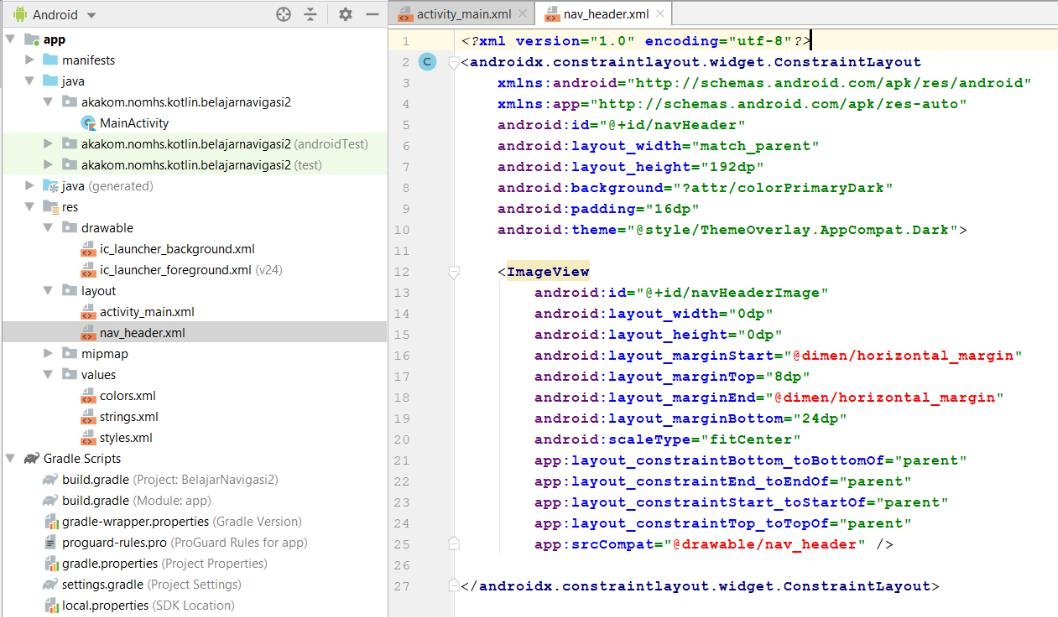 Android
app
manifests
java
akakom.nomhs.kotlin.belajarnavigasi2
MainActivity
akakom.nomhs.kotlin.belajarnavigasi2 (androidTest)
akakom.nomhs.kotlin.belajarnavigasi2 (test)
java (generated)
res
drawable
ic_launcher_background.xml
ic_launcher_foreground.xml (v24)
layout
activity_main.xml
nav_header.xml
mipmap
values
colors.xml
strings.xml
styles.xml
Gradle Scripts
build.gradle (Project: BelajarNavigasi2)
build.gradle (Module: app)
gradle-wrapper.properties (Gradle Version)
proguard-rules.pro (ProGuard Rules for app)
gradle.properties (Project Properties)
settings.gradle (Project Settings)
local.properties (SDK Location)
activity_main.xml nav_header.xml
1 <?xml version="1.0" encoding="utf-8"?>
2 C <androidx.constraintlayout.widget.ConstraintLayout
3 xmlns:android="http://schemas.android.com/apk/res/android"
4 xmlns:app="http://schemas.android.com/apk/res-auto"
5 android:id="@+id/navHeader"
6 android:layout_width="match_parent"
7 android:layout_height="192dp"
8 android:background="?attr/colorPrimaryDark"
9 android:padding="16dp"
10 android:theme="@style/ThemeOverlay.AppCompat.Dark">
11
12 <ImageView
13 android:id="@+id/navHeaderImage"
14 android:layout_width="0dp"
15 android:layout_height="0dp"
16 android:layout_marginStart="@dimen/horizontal_margin"
17 android:layout_marginTop="8dp"
18 android:layout_marginEnd="@dimen/horizontal_margin"
19 android:layout_marginBottom="24dp"
20 android:scaleType="fitCenter"
21 app:layout_constraintBottom_toBottomOf="parent"
22 app:layout_constraintEnd_toEndOf="parent"
23 app:layout_constraintStart_toStartOf="parent"
24 app:layout_constraintTop_toTopOf="parent"
25 app:srcCompat="@drawable/nav_header" />
26
27 </androidx.constraintlayout.widget.ConstraintLayout>